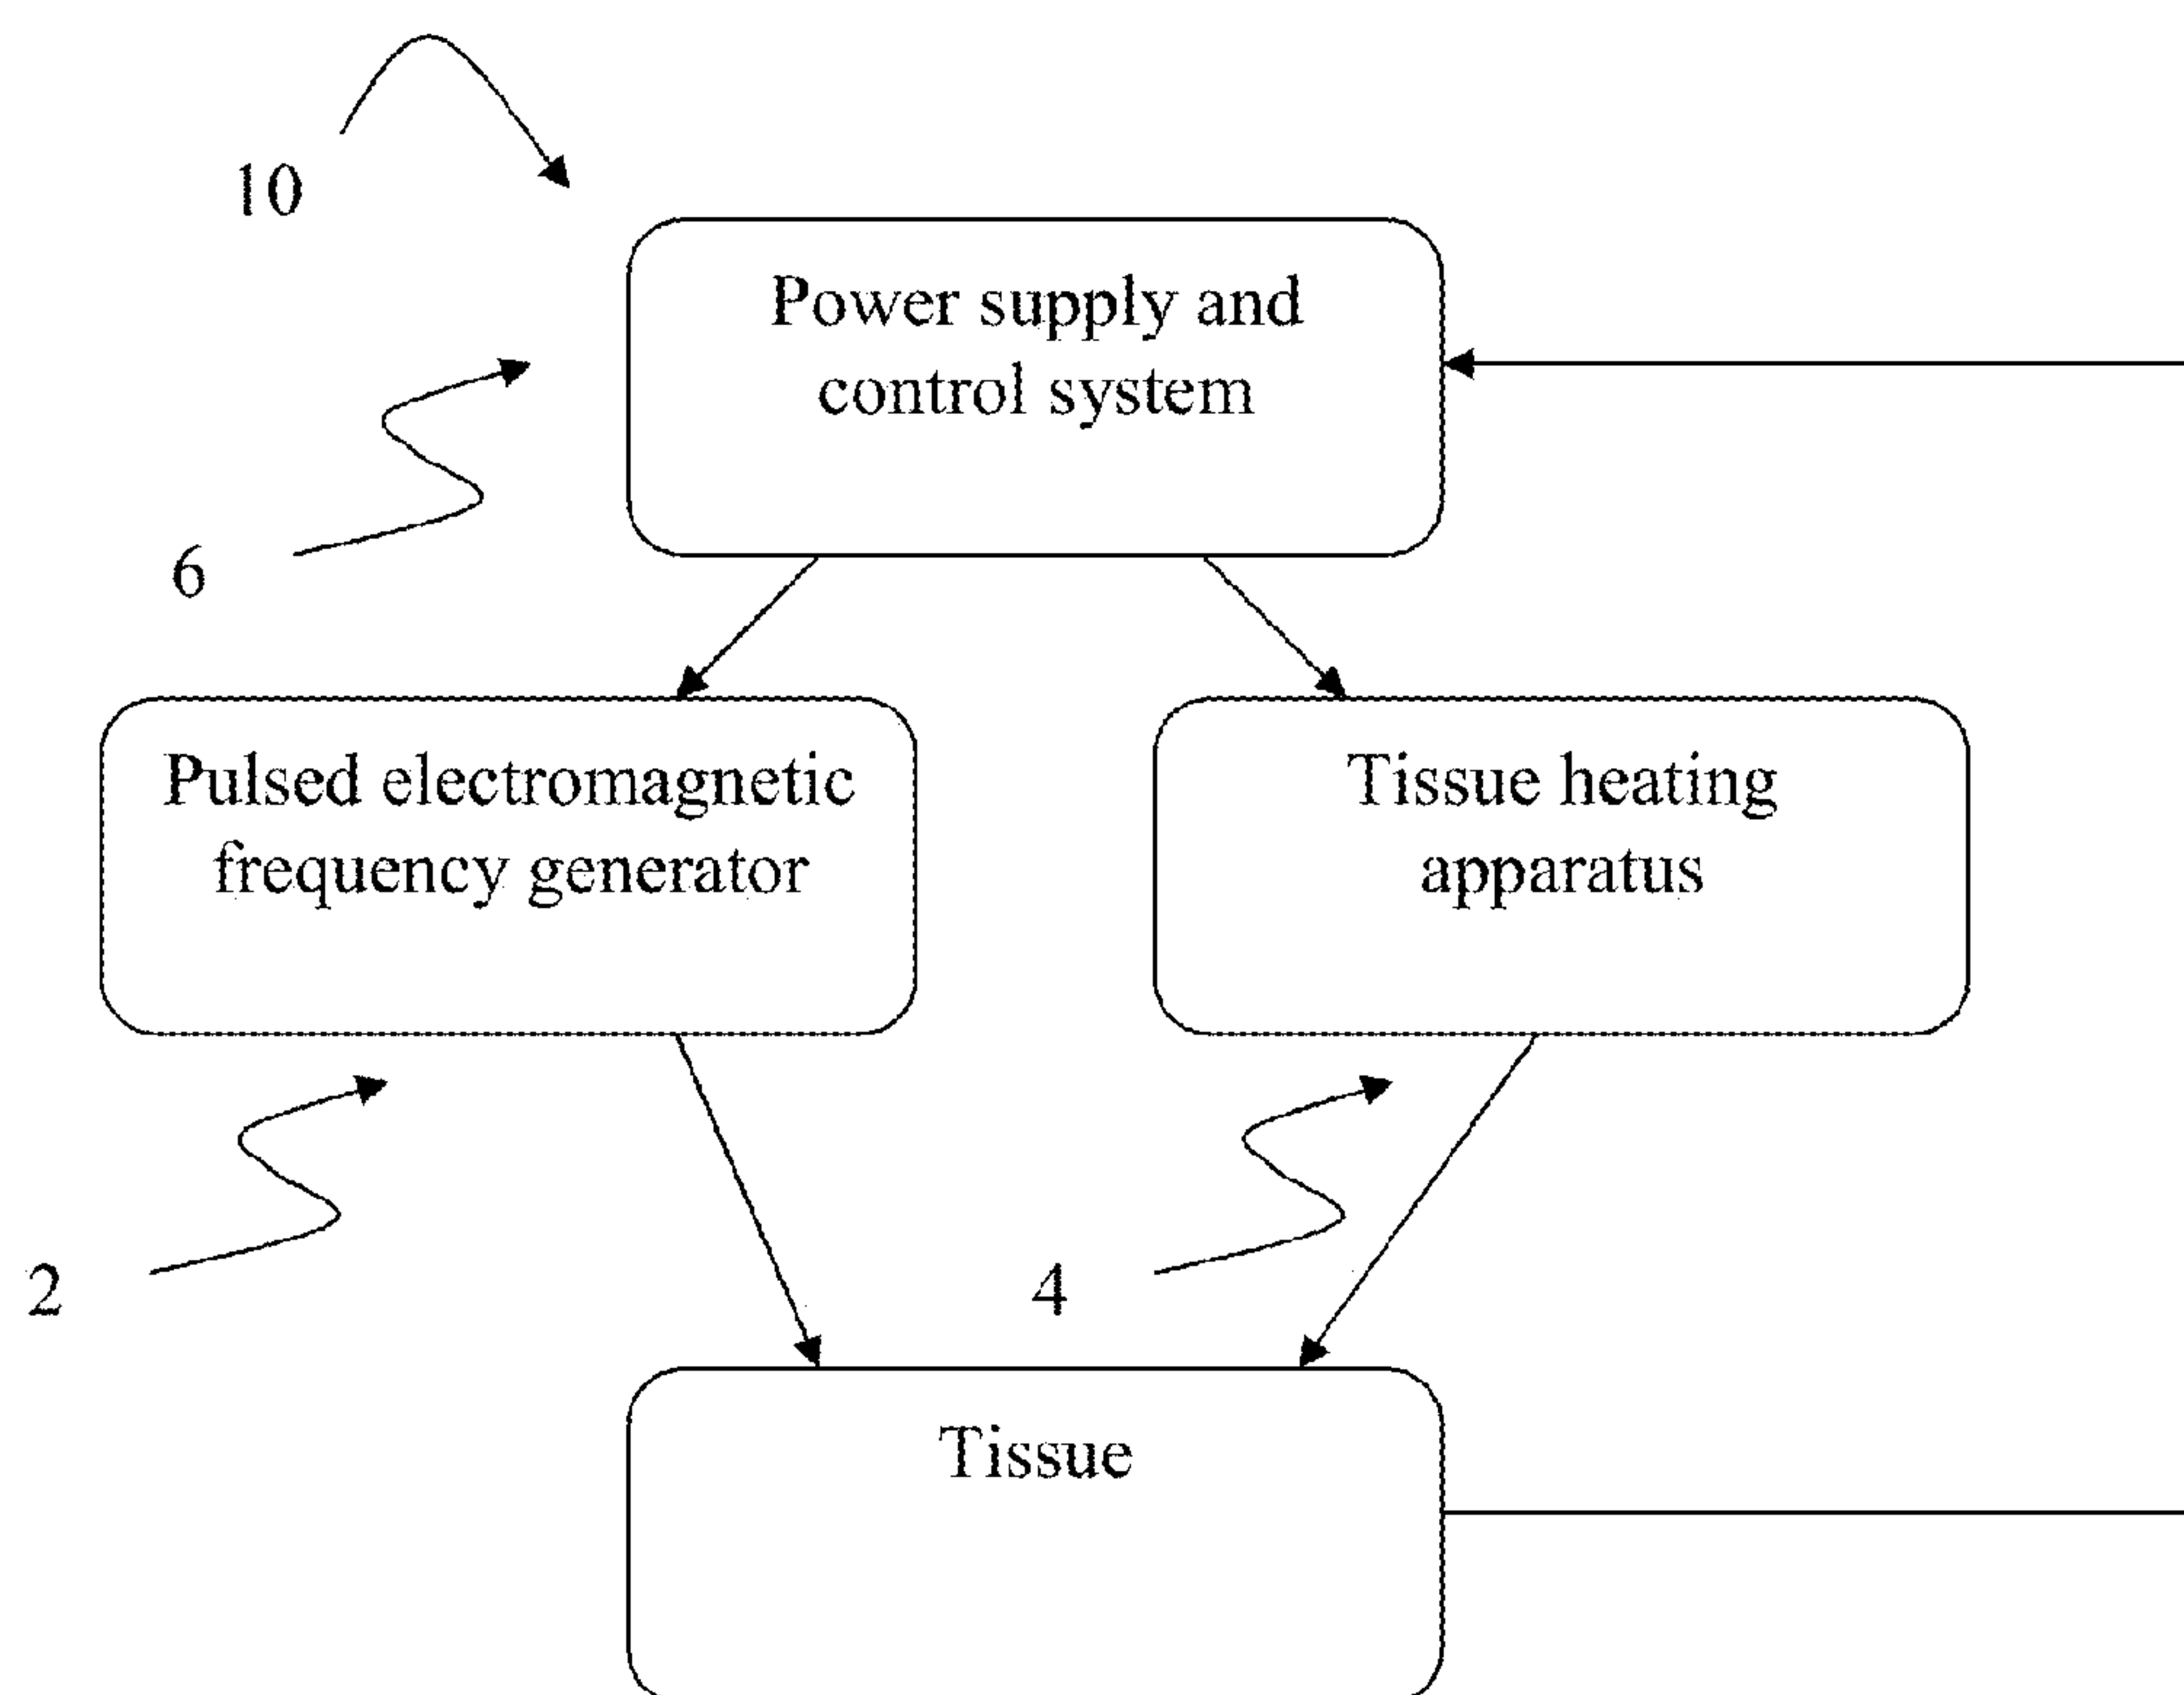 10
Power supply and
control system
6
Pulsed electromagnetic
frequency generator
Tissue heating
apparatus
2
4
Tissue